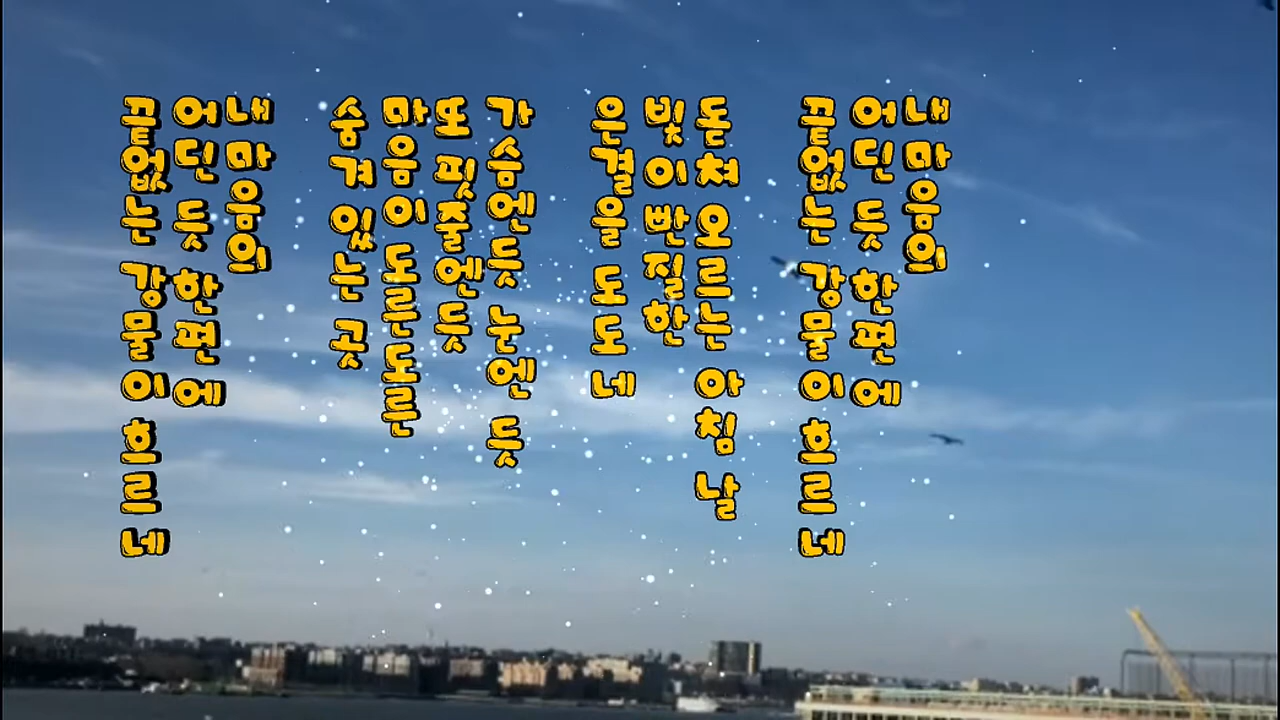 내 마음의
어딘 듯 한편에
끝없는 강물이 흐르네
돋쳐 오르는 아침 날
빛이 빤질한
은결을 도도네
가슴엔듯 눈엔 듯
또 핏줄엔듯
마음이 도른도른
숨겨 있는 곳
내 마음의
어딘 듯 한편에
끝없는 강물이 흐르네